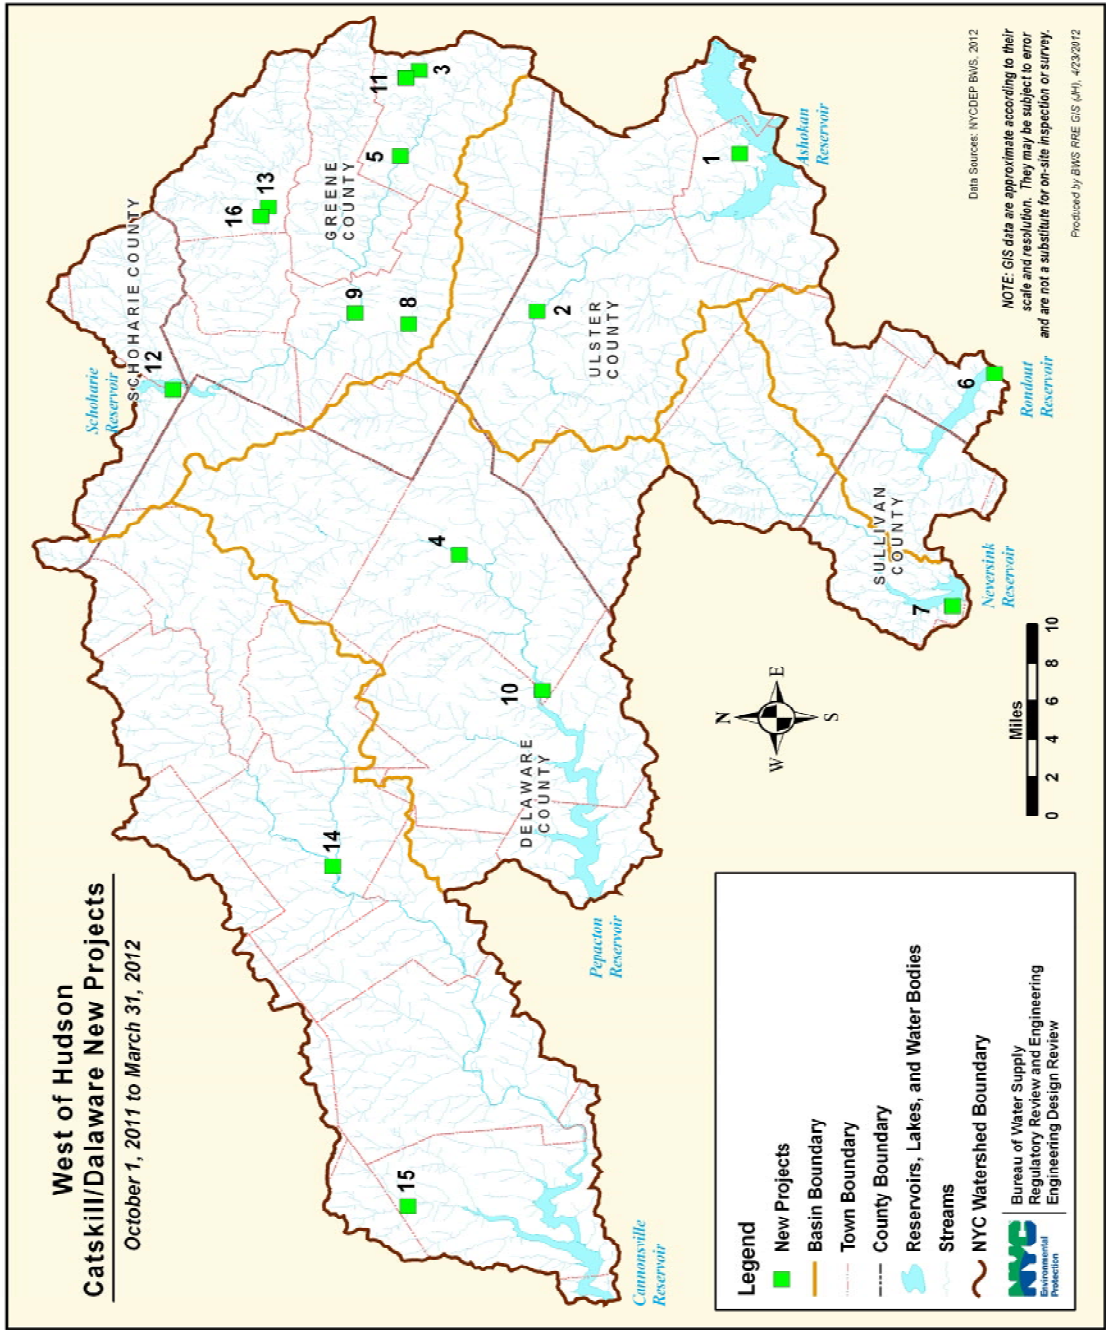 West of Hudson
Catskill/Dalaware New Projects
October 1, 2011 to March 31, 2012
Schoharie
Reservoir
SCHOHARIE COUNTY
12
16
13
GREENE
COUNTY
11
3
5
9
8
4
2
ULSTER
COUNTY
1
Ashokan
Reservoir
14
10
DELAWARE
COUNTY
Pepacton
Reservoir
15
Cannonsville
Reservoir
SULLIVAN
COUNTY
7
Neversink
Reservoir
6
Rondout
Reservoir
N
W
E
S
Miles
0 2 4 6 8 10
Legend
New Projects
Basin Boundary
Town Boundary
County Boundary
Reservoirs, Lakes, and Water Bodies
Streams
NYC Watershed Boundary
NYC
Environmental
Protection
Bureau of Water Supply
Regulatory Review and Engineering
Engineering Design Review
Data Sources: NYCDEP BWS, 2012
NOTE: GIS data are approximate according to their
scale and resolution. They may be subject to error
and are not a substitute for on-site inspection or survey.
Produced by BWS RRE GIS (JH), 4/23/2012